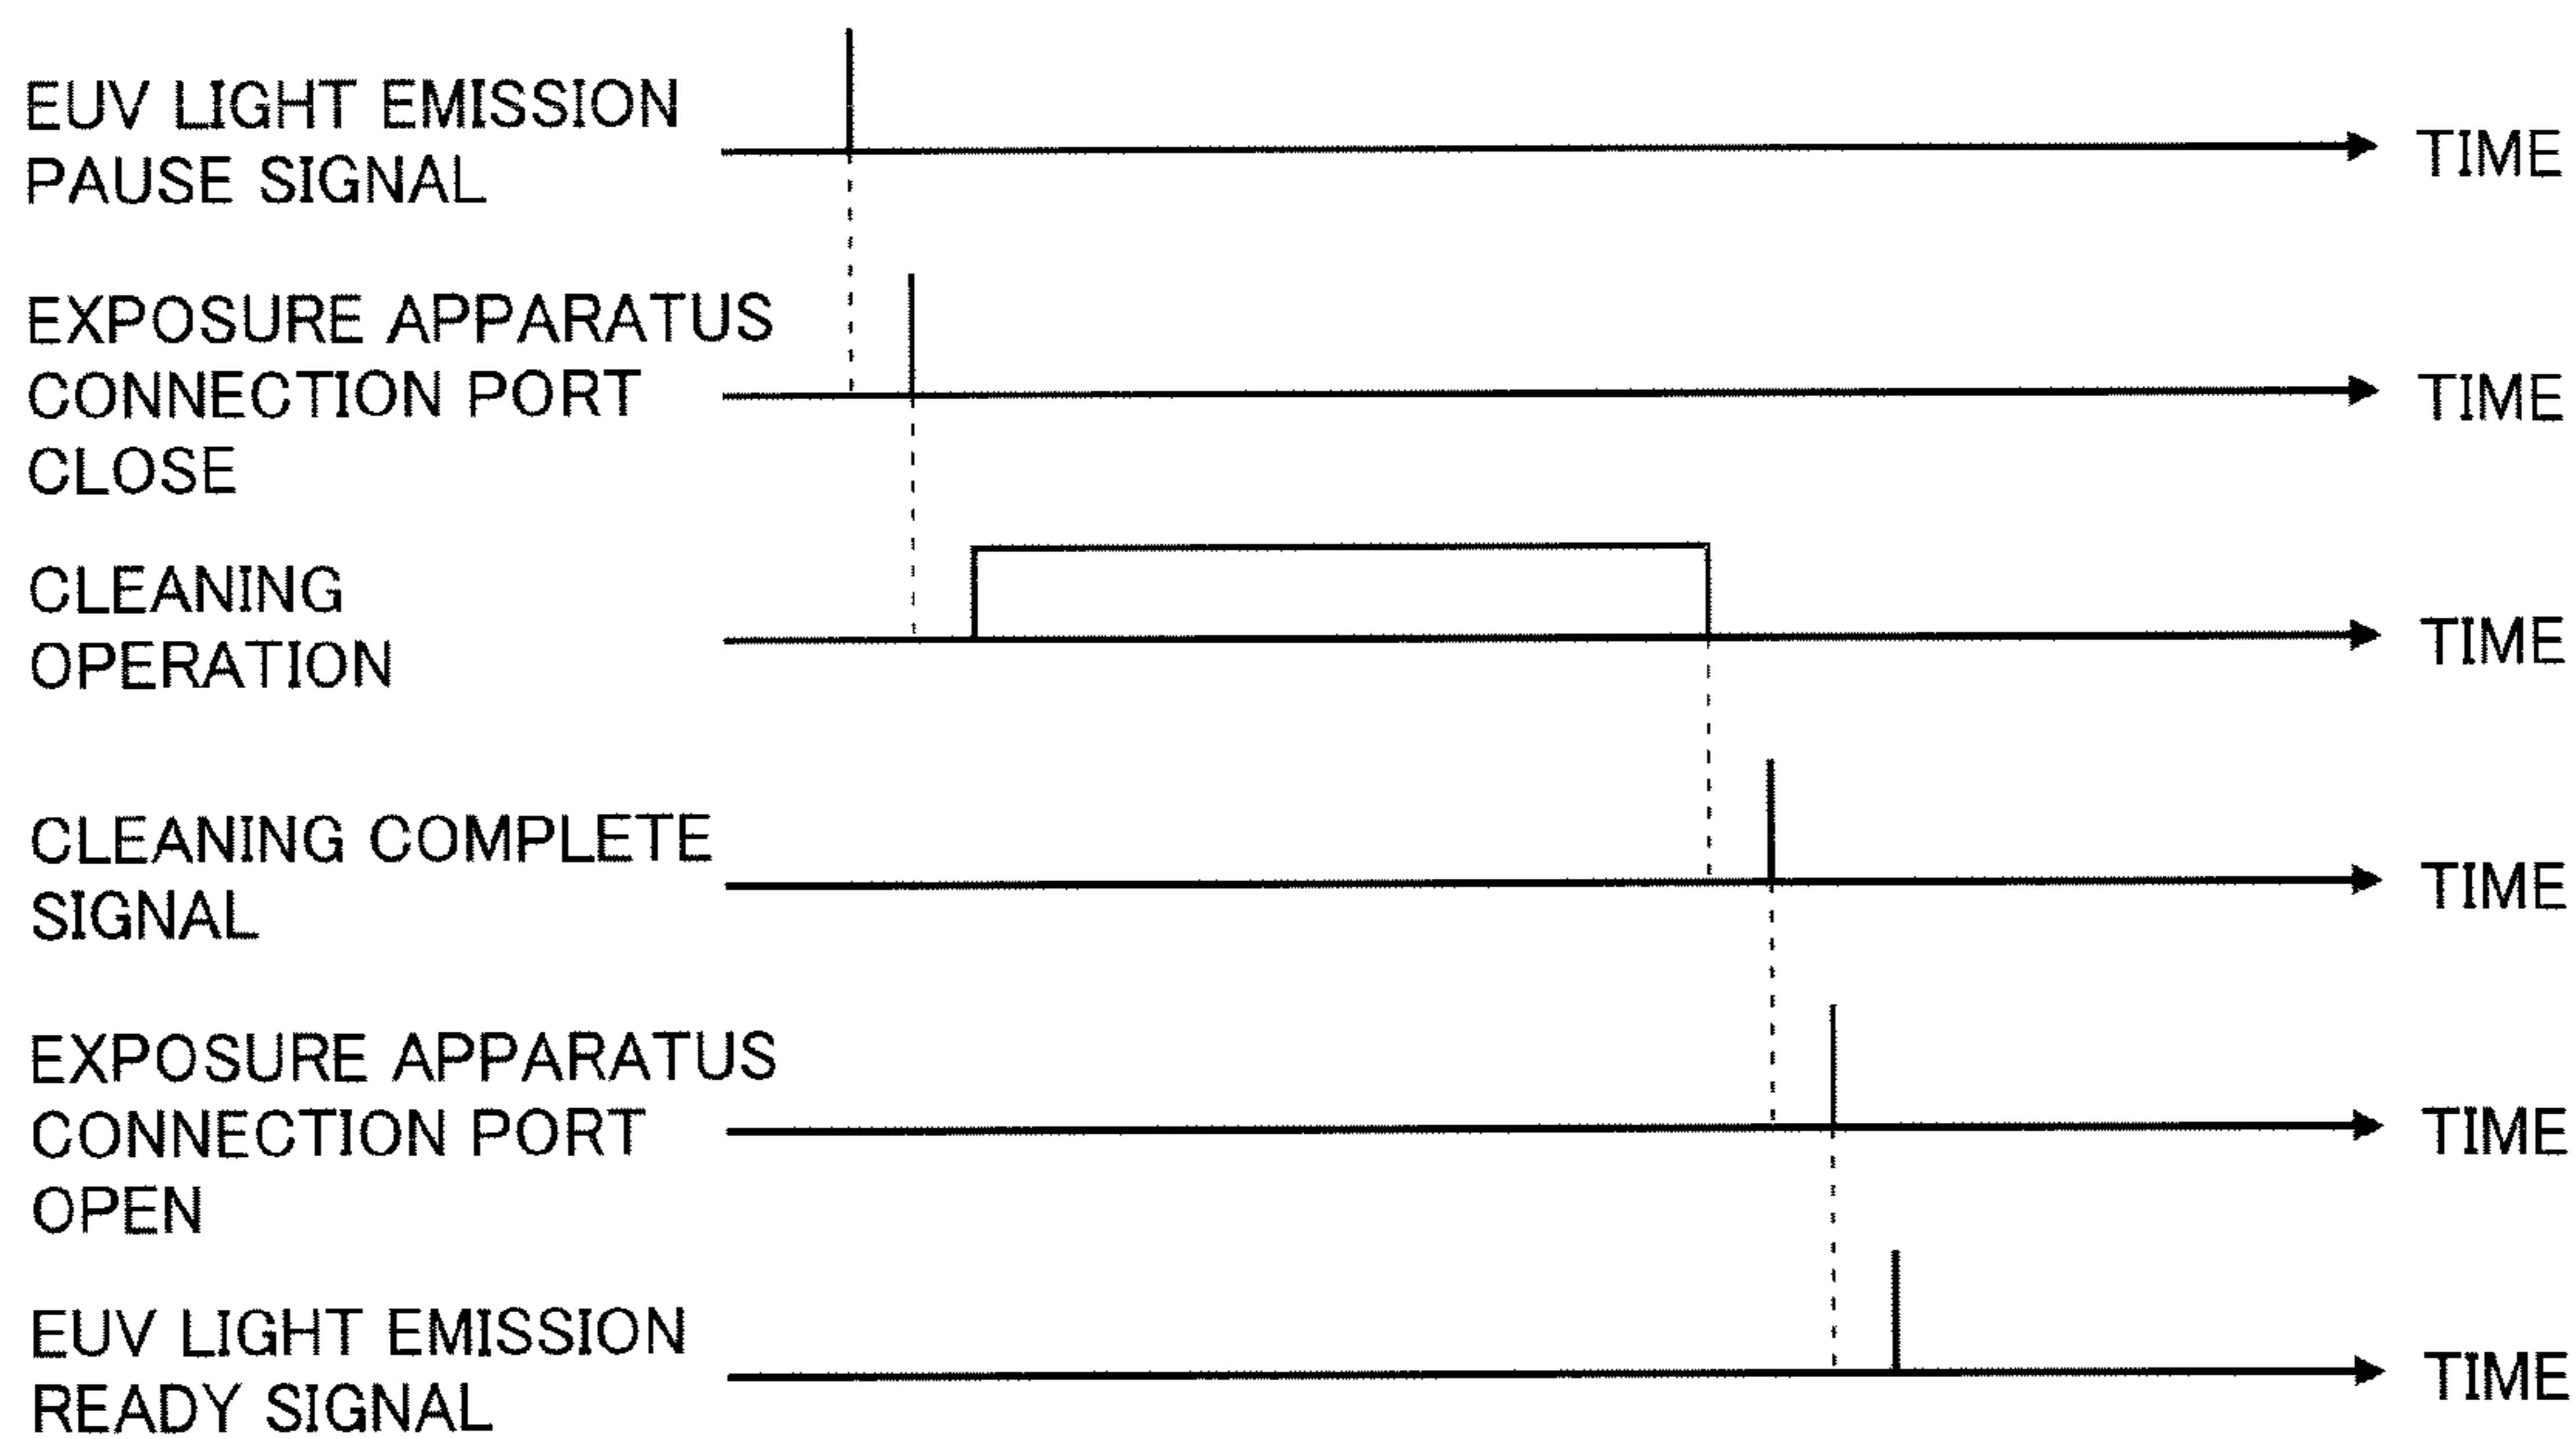 EUV LIGHT EMISSION
PAUSE SIGNAL
TIME
EXPOSURE APPARATUS
CONNECTION PORT
CLOSE
TIME
CLEANING
OPERATION
TIME
CLEANING COMPLETE
SIGNAL
TIME
EXPOSURE APPARATUS
CONNECTION PORT
OPEN
TIME
EUV LIGHT EMISSION
READY SIGNAL
TIME